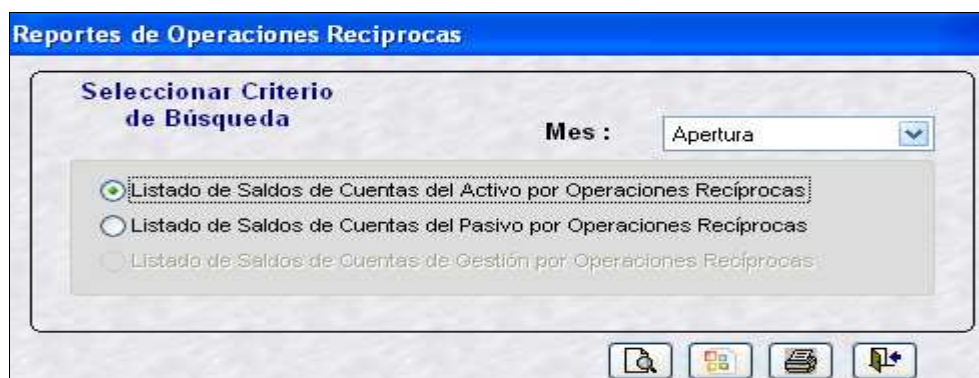 Reportes de Operaciones Reciprocas
Seleccionar Criterio
de Búsqueda
Mes : Apertura
Listado de Saldos de Cuentas del Activo por Operaciones Recíprocas
Listado de Saldos de Cuentas del Pasivo por Operaciones Recíprocas
Listado de Saldos de Cuentas de Gestión por Operaciones Recíprocas